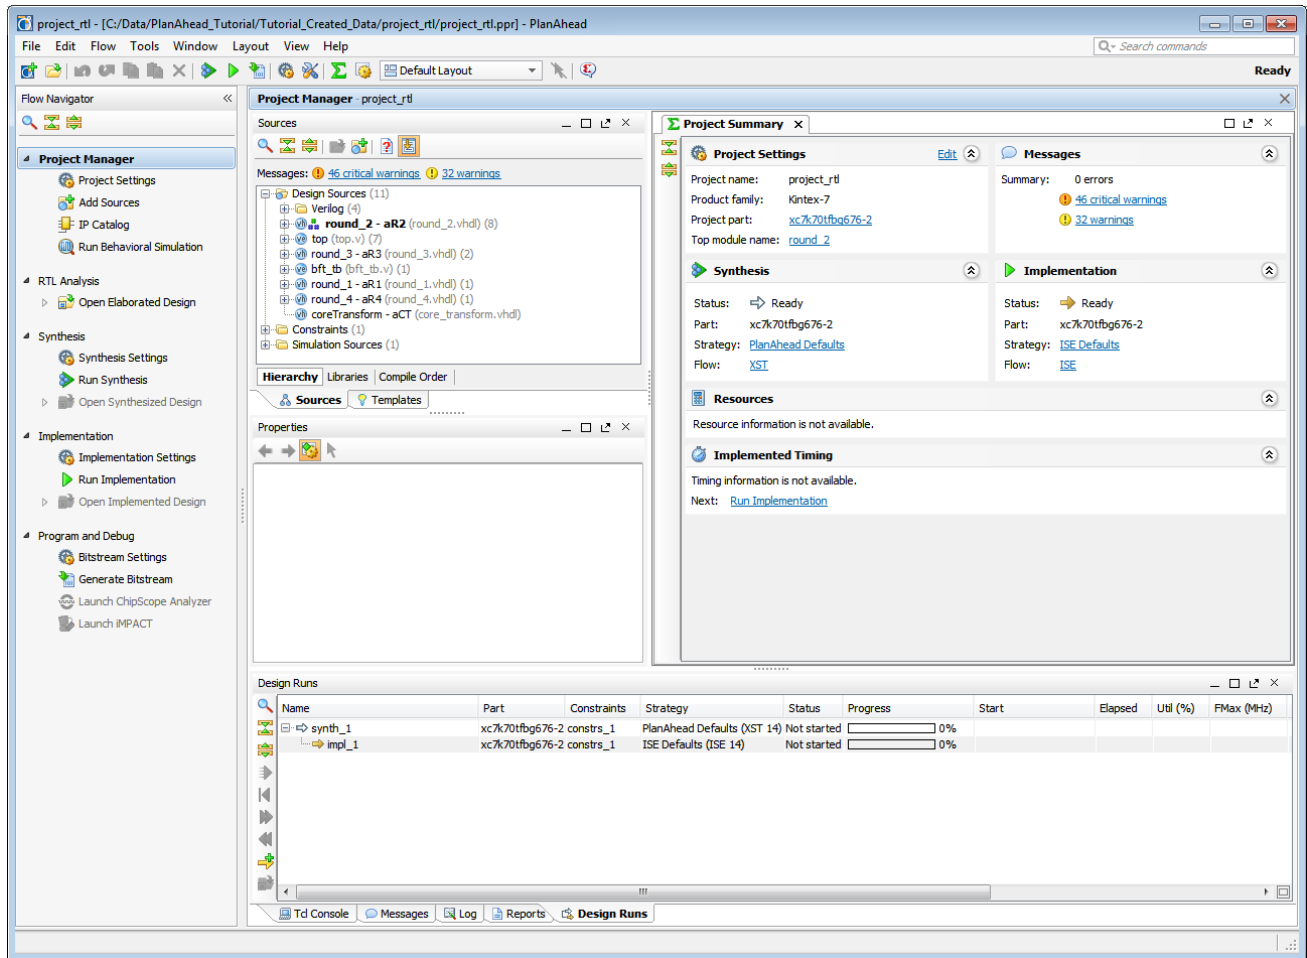 project_rtl - [C:/Data/PlanAhead_Tutorial/Tutorial_Created_Data/project_rtl/project_rtl.ppr] - PlanAhead
File Edit Flow Tools Window Layout View Help
Search commands
Default Layout
Ready
Flow Navigator
Project Manager
Project Settings
Add Sources
IP Catalog
Run Behavioral Simulation
RTL Analysis
Open Elaborated Design
Synthesis
Synthesis Settings
Run Synthesis
Open Synthesized Design
Implementation
Implementation Settings
Run Implementation
Open Implemented Design
Program and Debug
Bitstream Settings
Generate Bitstream
Launch ChipScope Analyzer
Launch iMPACT
Project Manager - project_rtl
Sources
Messages: 46 critical warnings 32 warnings
Design Sources (11)
Verilog (4)
round_2 - aR2 (round_2.vhdl) (8)
top (top.v) (7)
round_3 - aR3 (round_3.vhdl) (2)
bft_tb (bft_tb.v) (1)
round_1 - aR1 (round_1.vhdl) (1)
round_4 - aR4 (round_4.vhdl) (1)
coreTransform - aCT (core_transform.vhdl)
Constraints (1)
Simulation Sources (1)
Hierarchy Libraries Compile Order
Sources Templates
Properties
Project Summary
Project Settings Edit
Project name: project_rtl
Product family: Kintex-7
Project part: xc7k70tfbg676-2
Top module name: round_2
Messages
Summary: 0 errors
46 critical warnings
32 warnings
Synthesis
Status: Ready
Part: xc7k70tfbg676-2
Strategy: PlanAhead Defaults
Flow: XST
Implementation
Status: Ready
Part: xc7k70tfbg676-2
Strategy: ISE Defaults
Flow: ISE
Resources
Resource information is not available.
Implemented Timing
Timing information is not available.
Next: Run Implementation
Design Runs
Name Part Constraints Strategy Status Progress Start Elapsed Util (%) FMax (MHz)
synth_1 xc7k70tfbg676-2 constrs_1 PlanAhead Defaults (XST 14) Not started 0%
impl_1 xc7k70tfbg676-2 constrs_1 ISE Defaults (ISE 14) Not started 0%
Tcl Console Messages Log Reports Design Runs